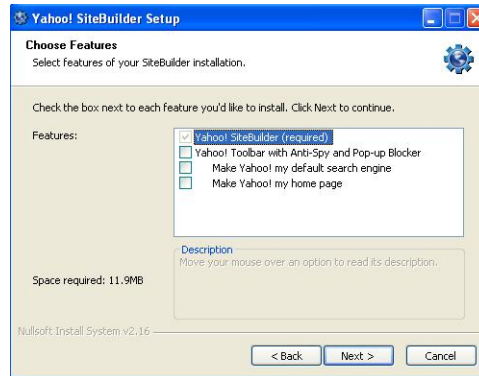 Yahoo! SiteBuilder Setup
Choose Features
Select features of your SiteBuilder installation.
Check the box next to each feature you'd like to install. Click Next to continue.
Features:
Yahoo! SiteBuilder (required)
Yahoo! Toolbar with Anti-Spy and Pop-up Blocker
Make Yahoo! my default search engine
Make Yahoo! my home page
Description
Move your mouse over an option to read its description.
Space required: 11.9MB
Nullsoft Install System v2.16
< Back
Next >
Cancel